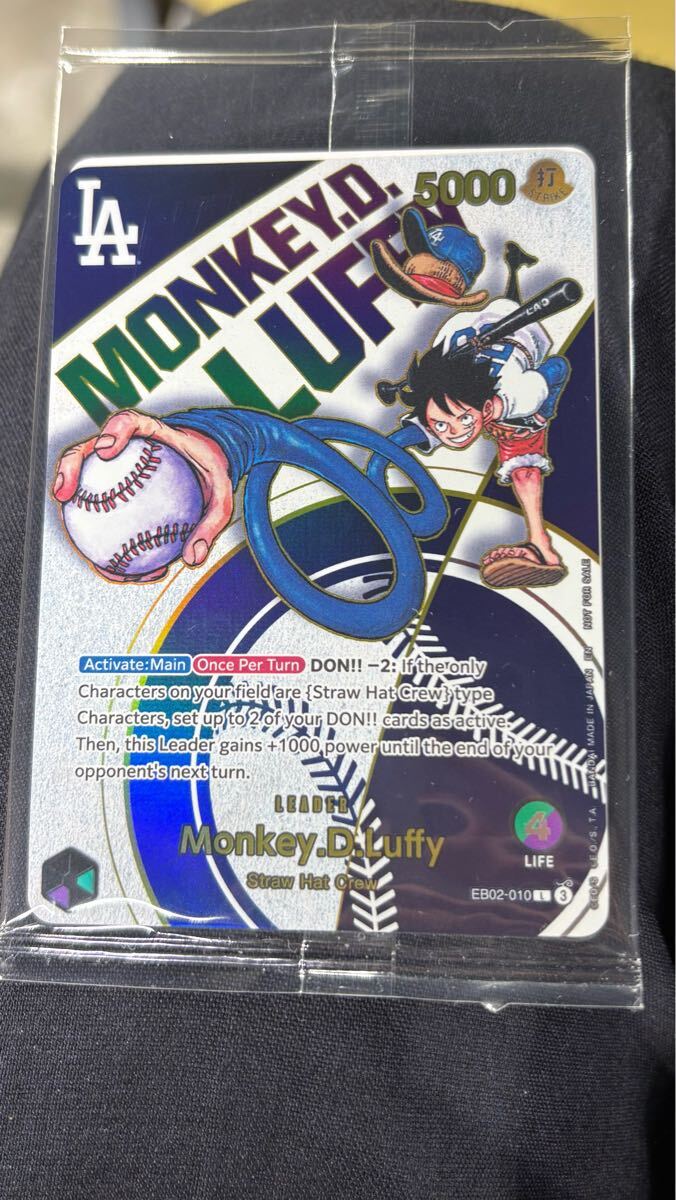 LA
5000
打
STRIKE
MONKEY.D.
LUFFY
LA
Activate:Main Once Per Turn DON!! −2: If the only
Characters on your field are {Straw Hat Crew} type
Characters, set up to 2 of your DON!! cards as active.
Then, this Leader gains +1000 power until the end of your
opponent's next turn.
LEADER
Monkey.D.Luffy
Straw Hat Crew
4
LIFE
EB02-010 L 3
BANDAI MADE IN JAPAN EN NOT FOR SALE